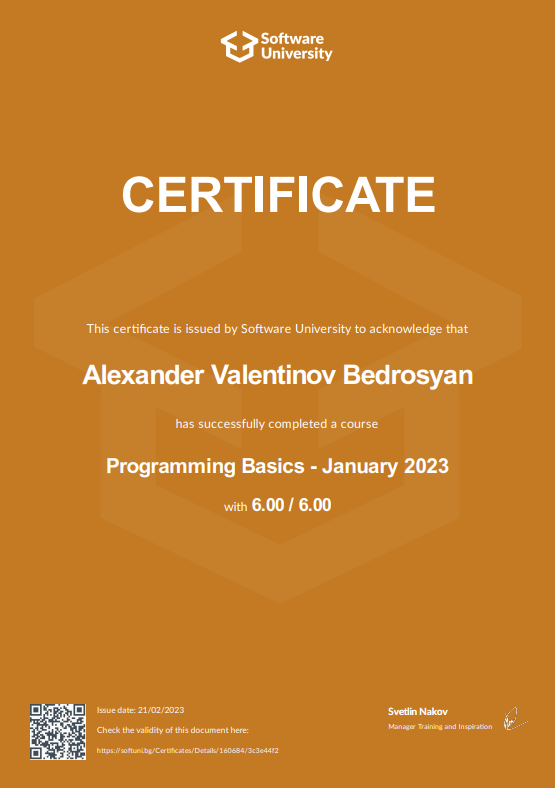 Software
University
CERTIFICATE
This certificate is issued by Software University to acknowledge that
Alexander Valentinov Bedrosyan
has successfully completed a course
Programming Basics - January 2023
with 6.00 / 6.00
Issue date: 21/02/2023
Check the validity of this document here:
https://softuni.bg/Certificates/Details/160684/3c3e44f2
Svetlin Nakov
Manager Training and Inspiration